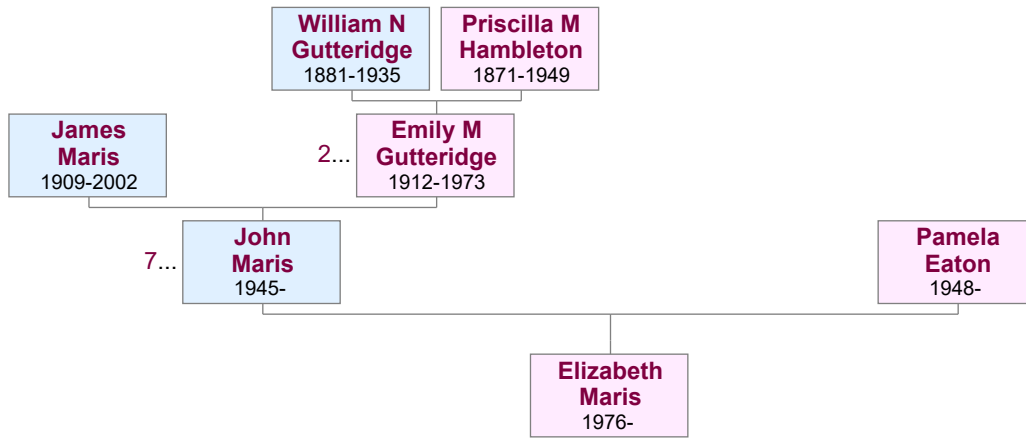 William N
Gutteridge
1881-1935
Priscilla M
Hambleton
1871-1949
James
Maris
1909-2002
2...
Emily M
Gutteridge
1912-1973
7...
John
Maris
1945-
Pamela
Eaton
1948-
Elizabeth
Maris
1976-